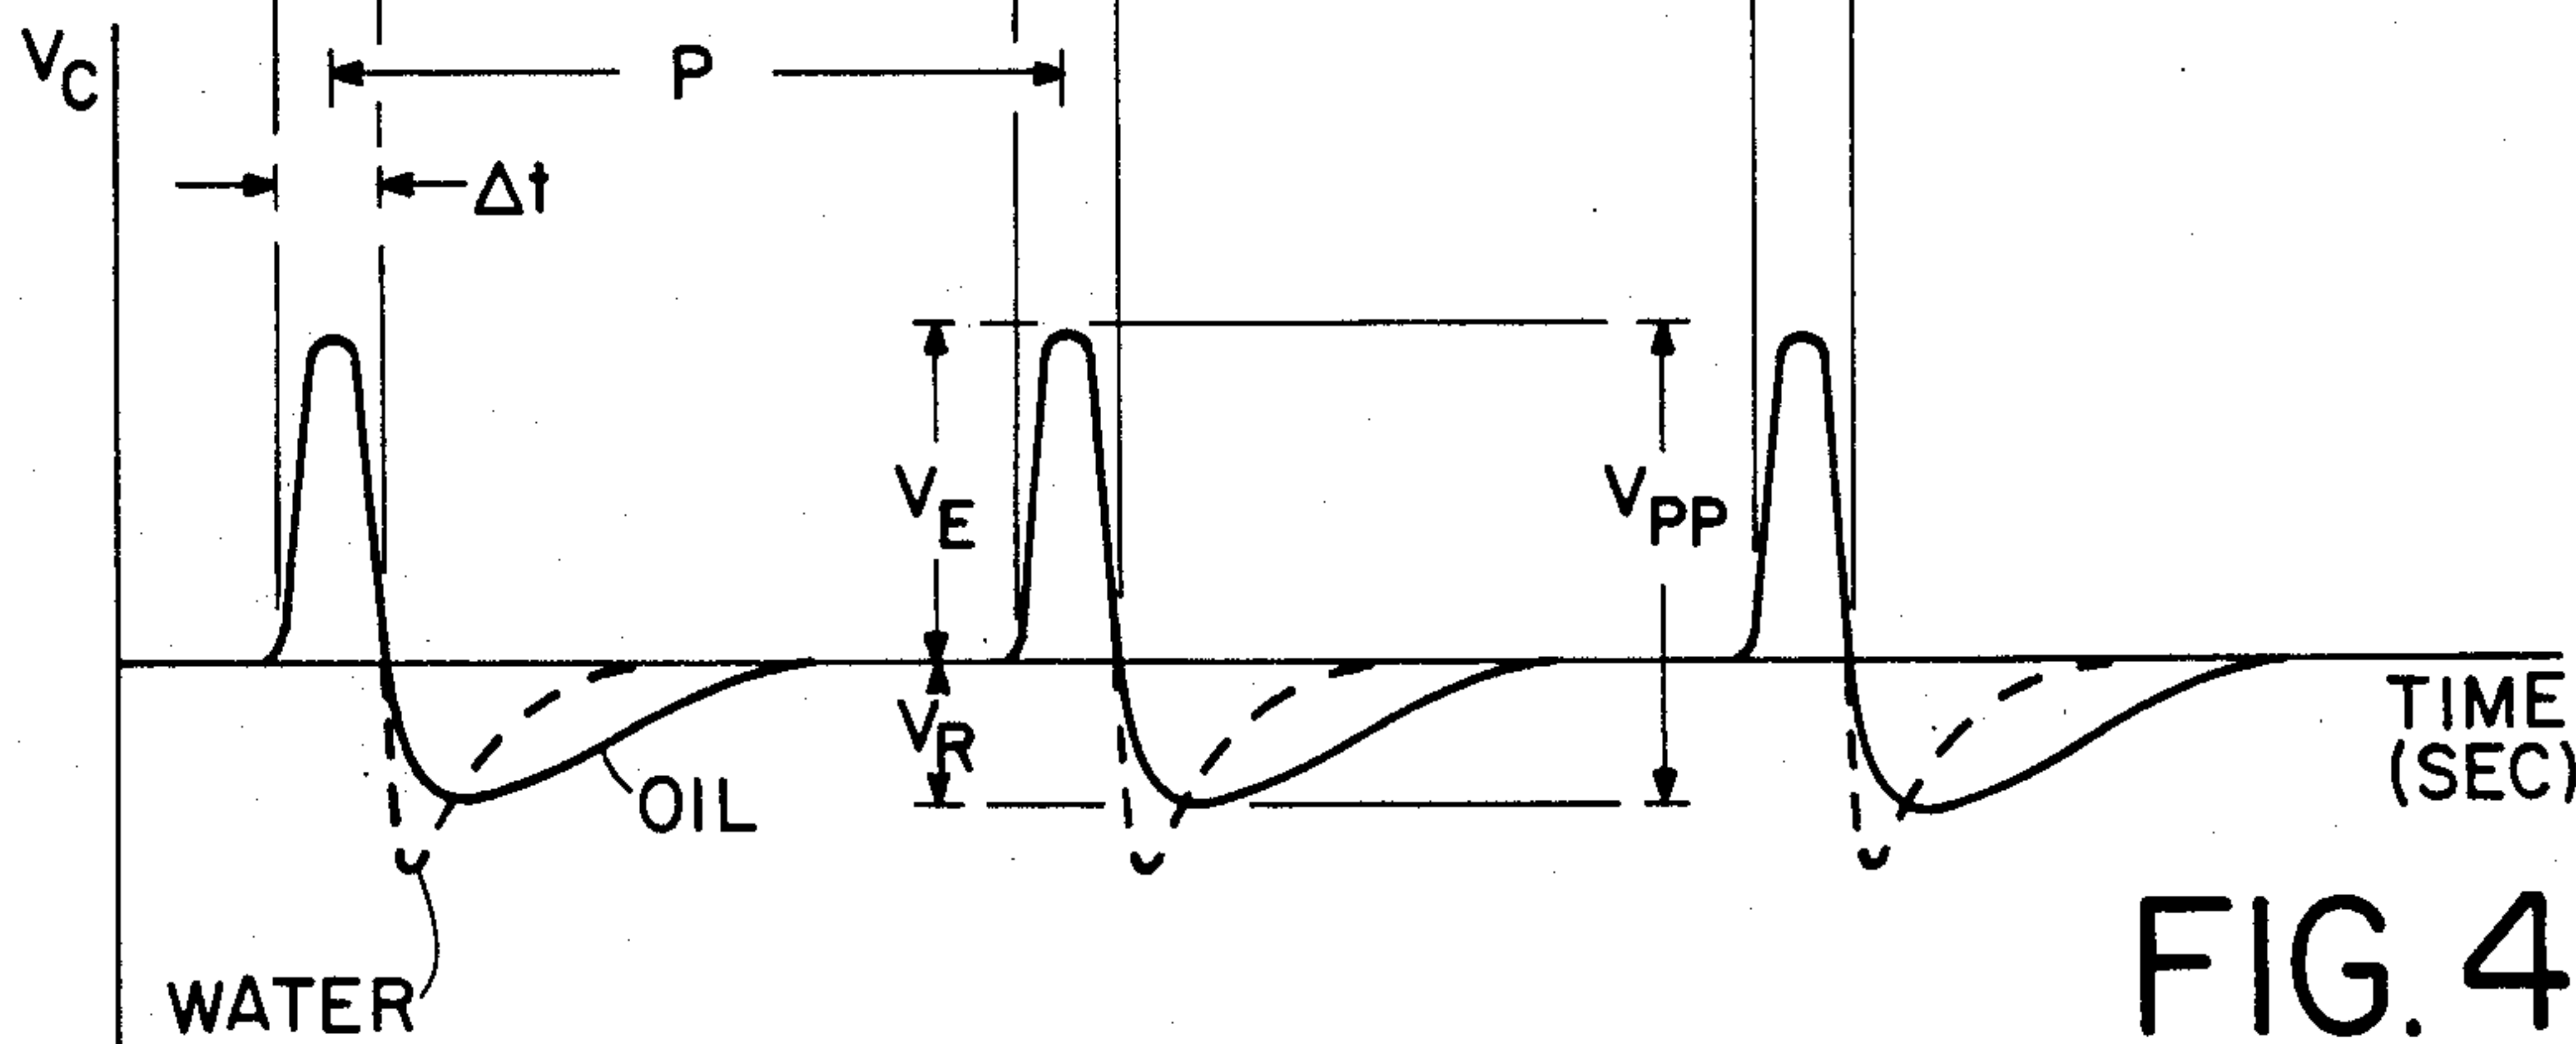 VC
P
Δt
VE
VPP
VR
TIME
(SEC)
OIL
WATER
FIG. 4